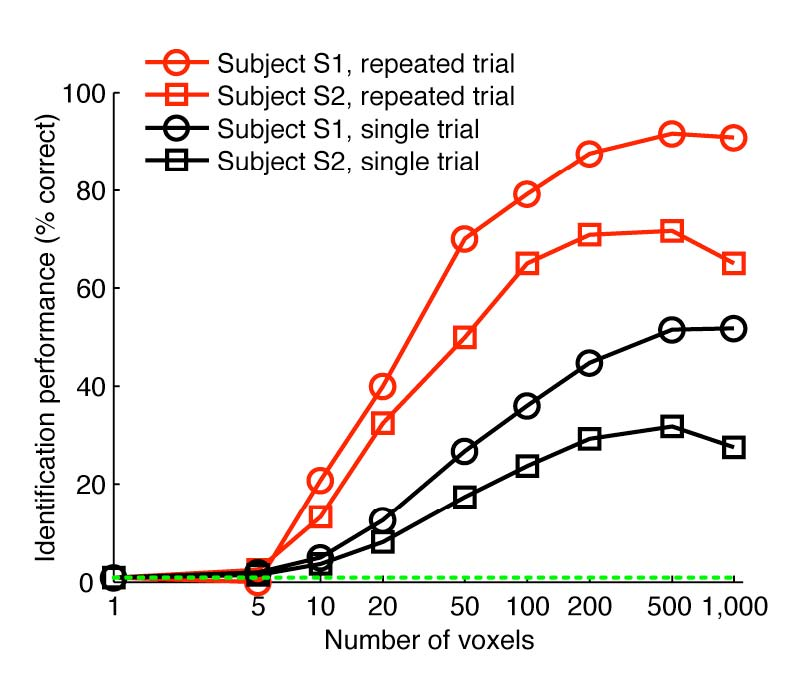 Subject S1, repeated trial
Subject S2, repeated trial
Subject S1, single trial
Subject S2, single trial
Identification performance (% correct)
100
80
60
40
20
0
1 5 10 20 50 100 200 500 1,000
Number of voxels